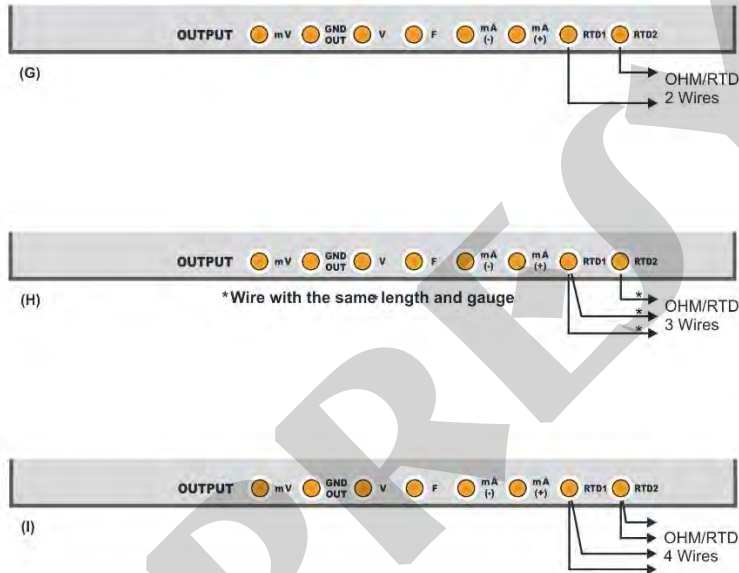 OUTPUT mV GND OUT V F mA (-) mA (+) RTD1 RTD2
(G)
OHM/RTD
2 Wires
OUTPUT mV GND OUT V F mA (-) mA (+) RTD1 RTD2
(H)
*Wire with the same length and gauge
* * *
OHM/RTD
3 Wires
OUTPUT mV GND OUT V F mA (-) mA (+) RTD1 RTD2
(I)
OHM/RTD
4 Wires